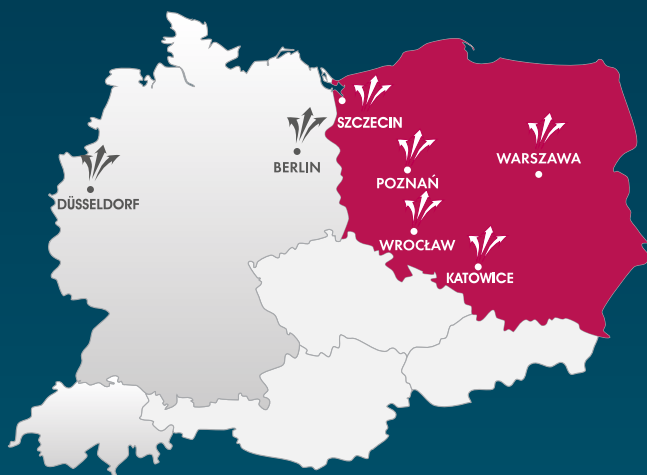 SZCZECIN
BERLIN
WARSZAWA
POZNAŃ
DÜSSELDORF
WROCŁAW
KATOWICE